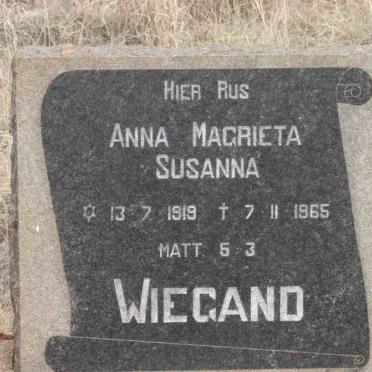 HIER RUS
ANNA MAGRIETA
SUSANNA
✡ 13 7 1919 ✝ 7 11 1965
MATT 5 3
WIEGAND